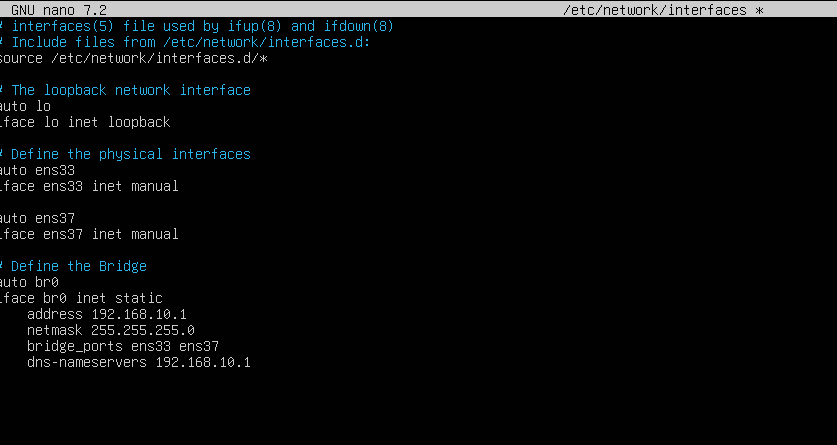 GNU nano 7.2 /etc/network/interfaces *
# interfaces(5) file used by ifup(8) and ifdown(8)
# Include files from /etc/network/interfaces.d:
source /etc/network/interfaces.d/*
# The loopback network interface
auto lo
iface lo inet loopback
# Define the physical interfaces
auto ens33
iface ens33 inet manual
auto ens37
iface ens37 inet manual
# Define the Bridge
auto br0
iface br0 inet static
address 192.168.10.1
netmask 255.255.255.0
bridge_ports ens33 ens37
dns-nameservers 192.168.10.1